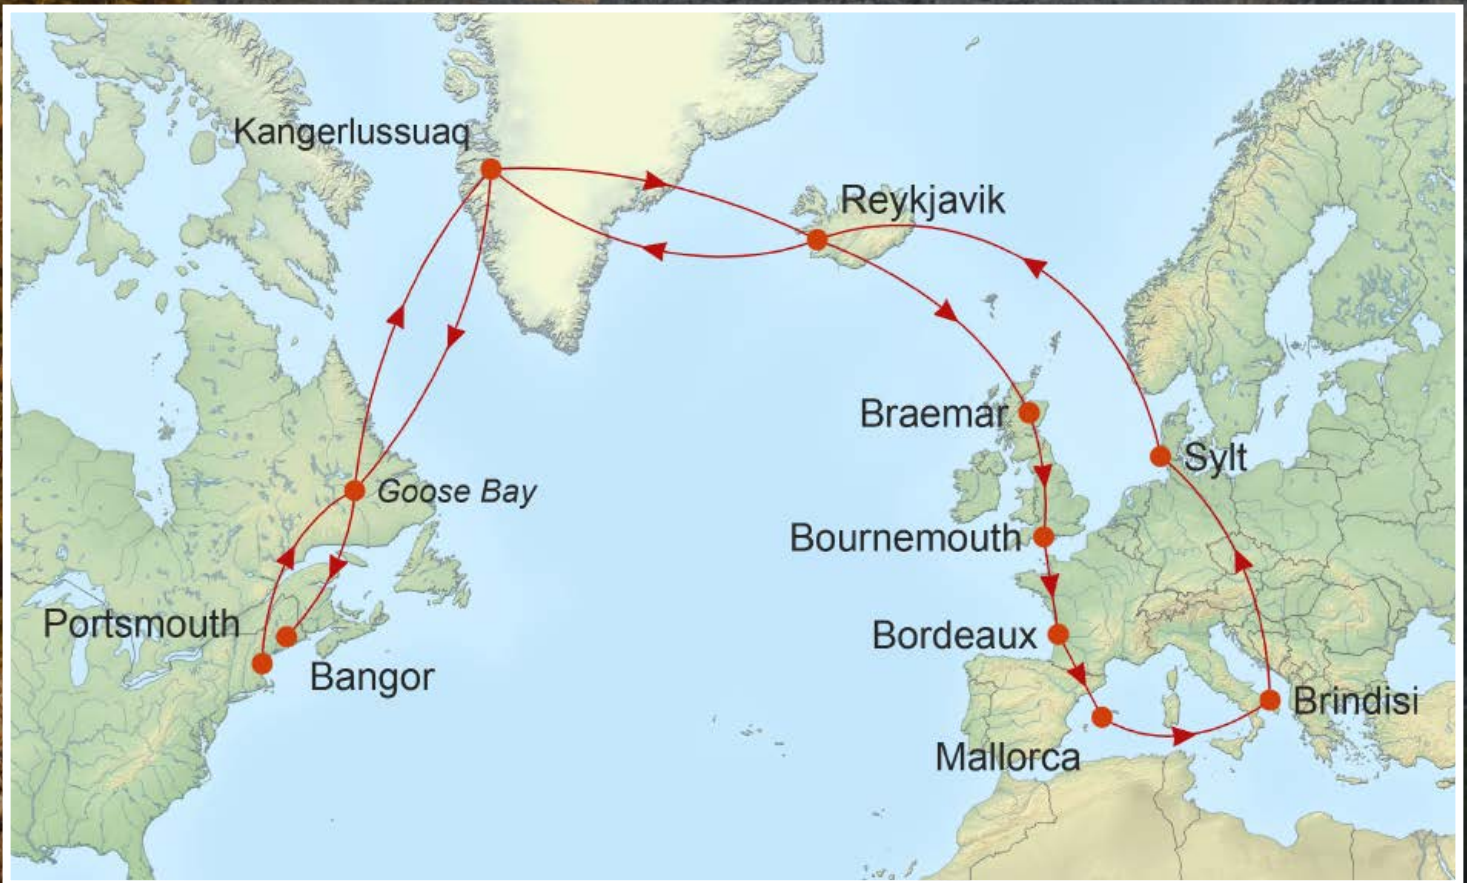 Kangerlussuaq
Reykjavik
Braemar
Sylt
Goose Bay
Bournemouth
Portsmouth
Bordeaux
Bangor
Brindisi
Mallorca